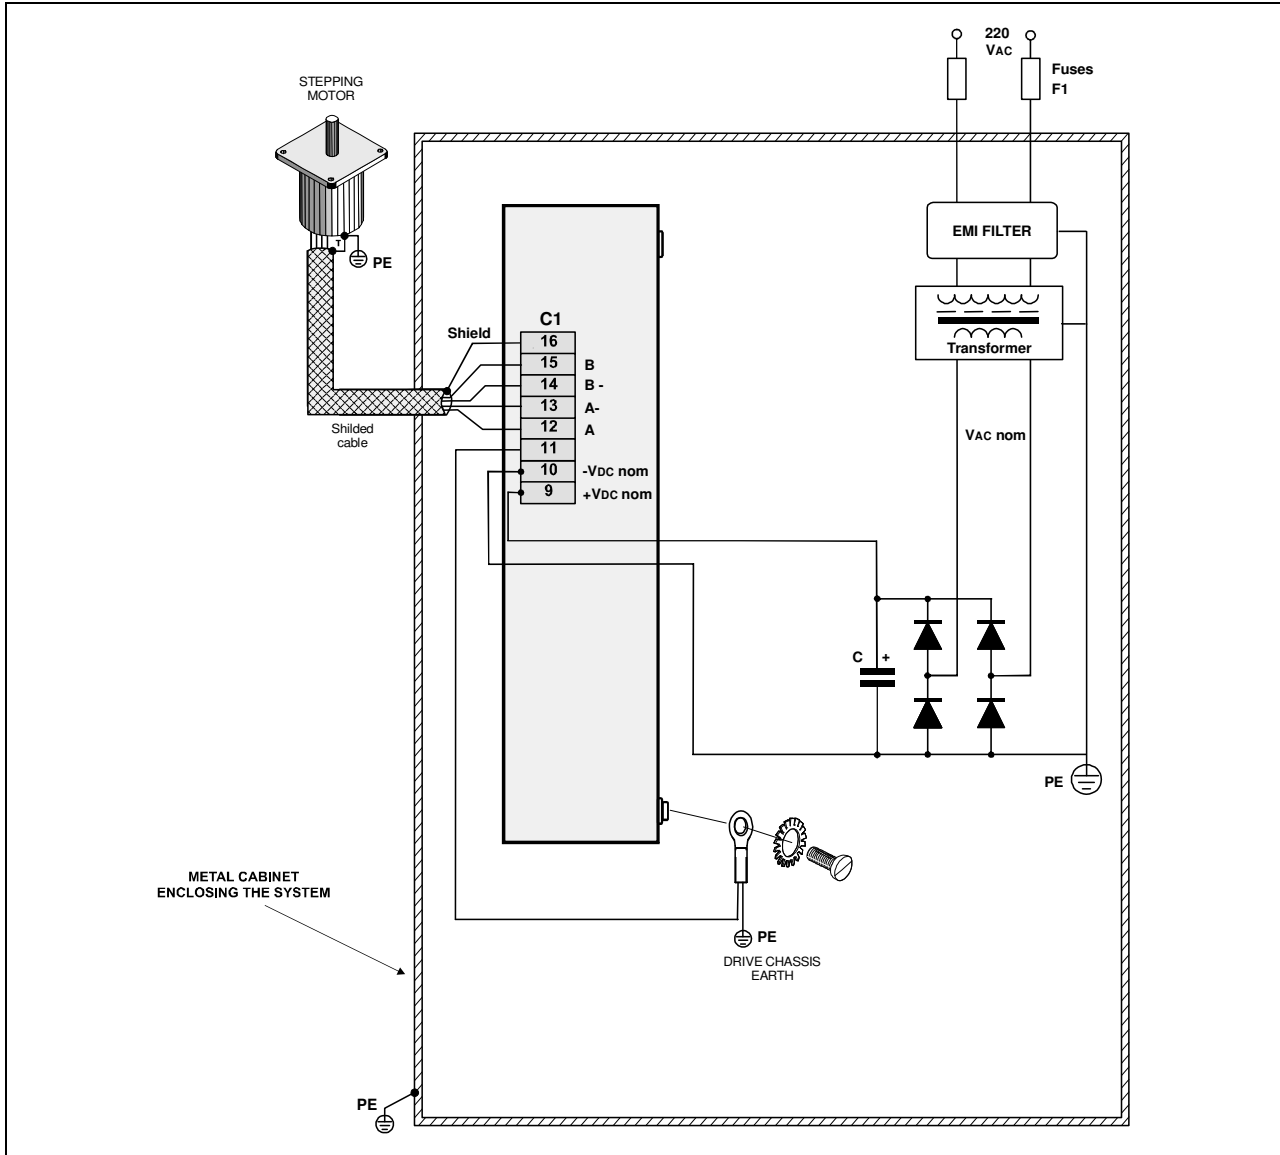 220
VAC
Fuses
F1
STEPPING
MOTOR
T
PE
EMI FILTER
Transformer
C1
Shield
16
15 B
14 B -
13 A-
12 A
11
10 -VDC nom
9 +VDC nom
Shilded
cable
VAC nom
C +
PE
METAL CABINET
ENCLOSING THE SYSTEM
PE
DRIVE CHASSIS
EARTH
PE